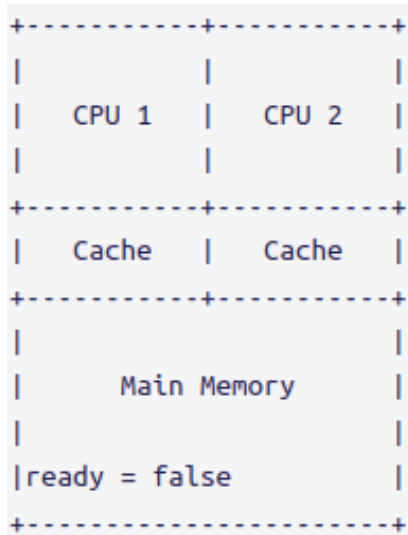 CPU 1 CPU 2
Cache Cache
Main Memory
ready = false